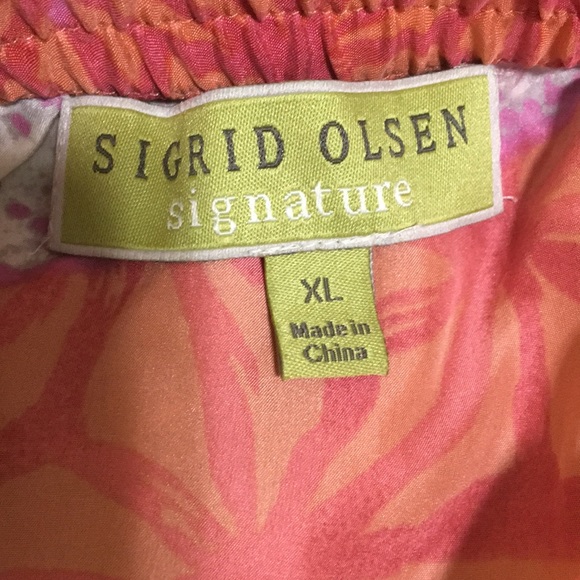 SIGRID OLSEN
signature
XL
Made in
China